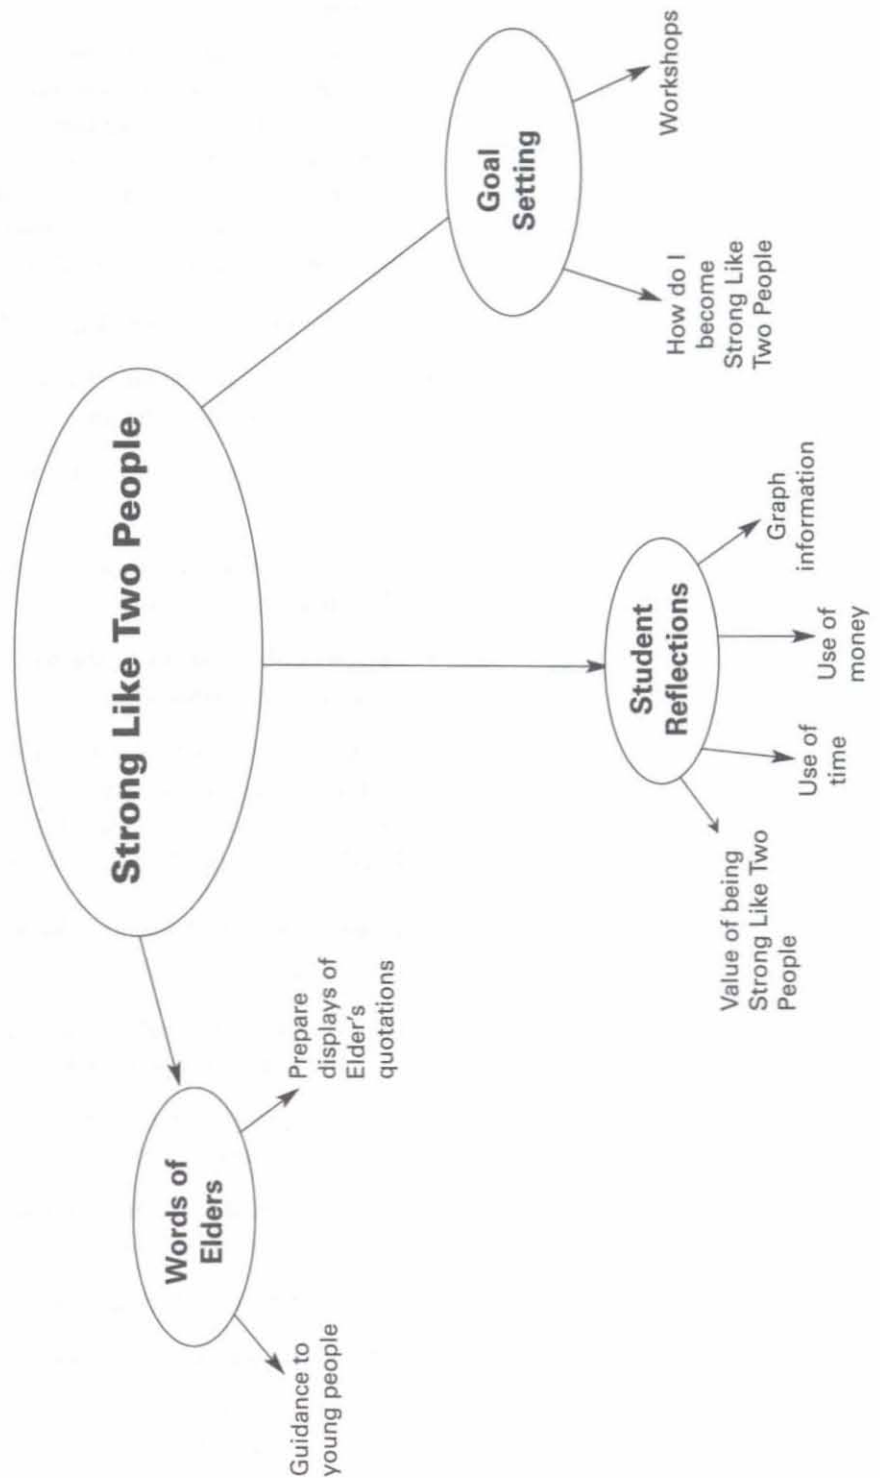 Strong Like Two People
Words of
Elders
Guidance to
young people
Prepare
displays of
Elder's
quotations
Student
Reflections
Value of being
Strong Like Two
People
Use of
time
Use of
money
Graph
information
Goal
Setting
How do I
become
Strong Like
Two People
Workshops